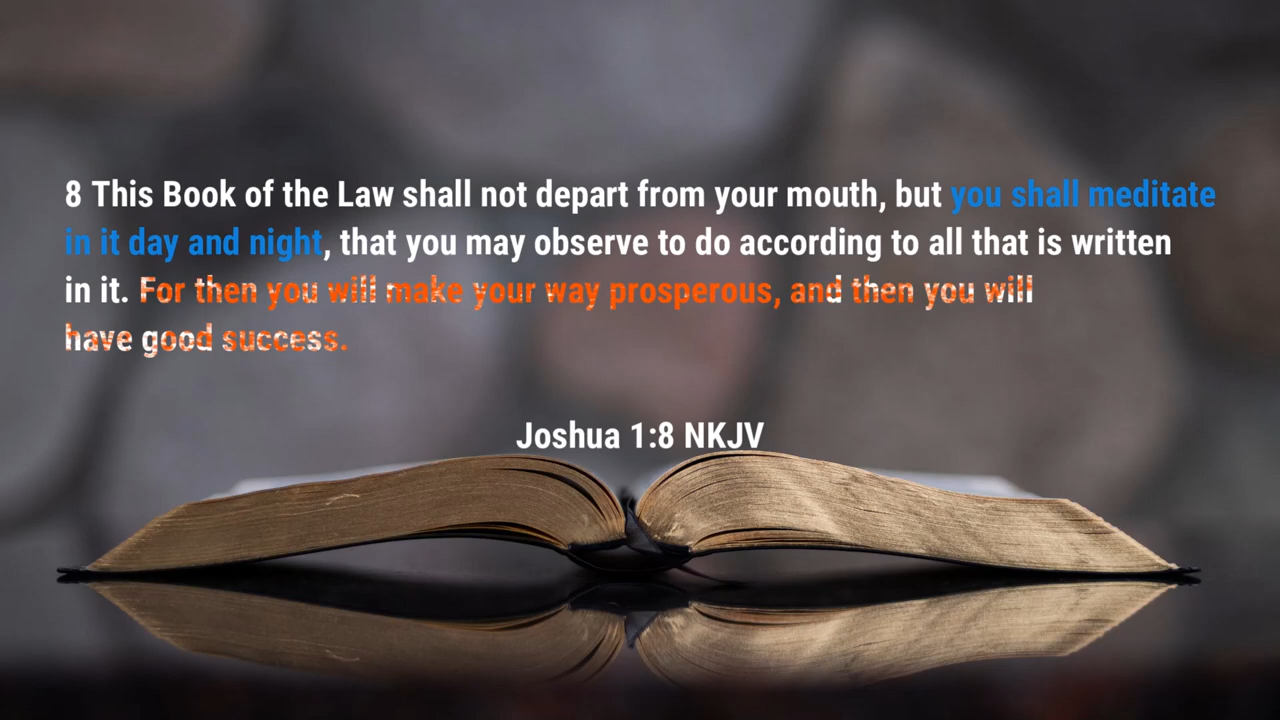 8 This Book of the Law shall not depart from your mouth, but you shall meditate
in it day and night, that you may observe to do according to all that is written
in it. For then you will make your way prosperous, and then you will
have good success.
Joshua 1:8 NKJV